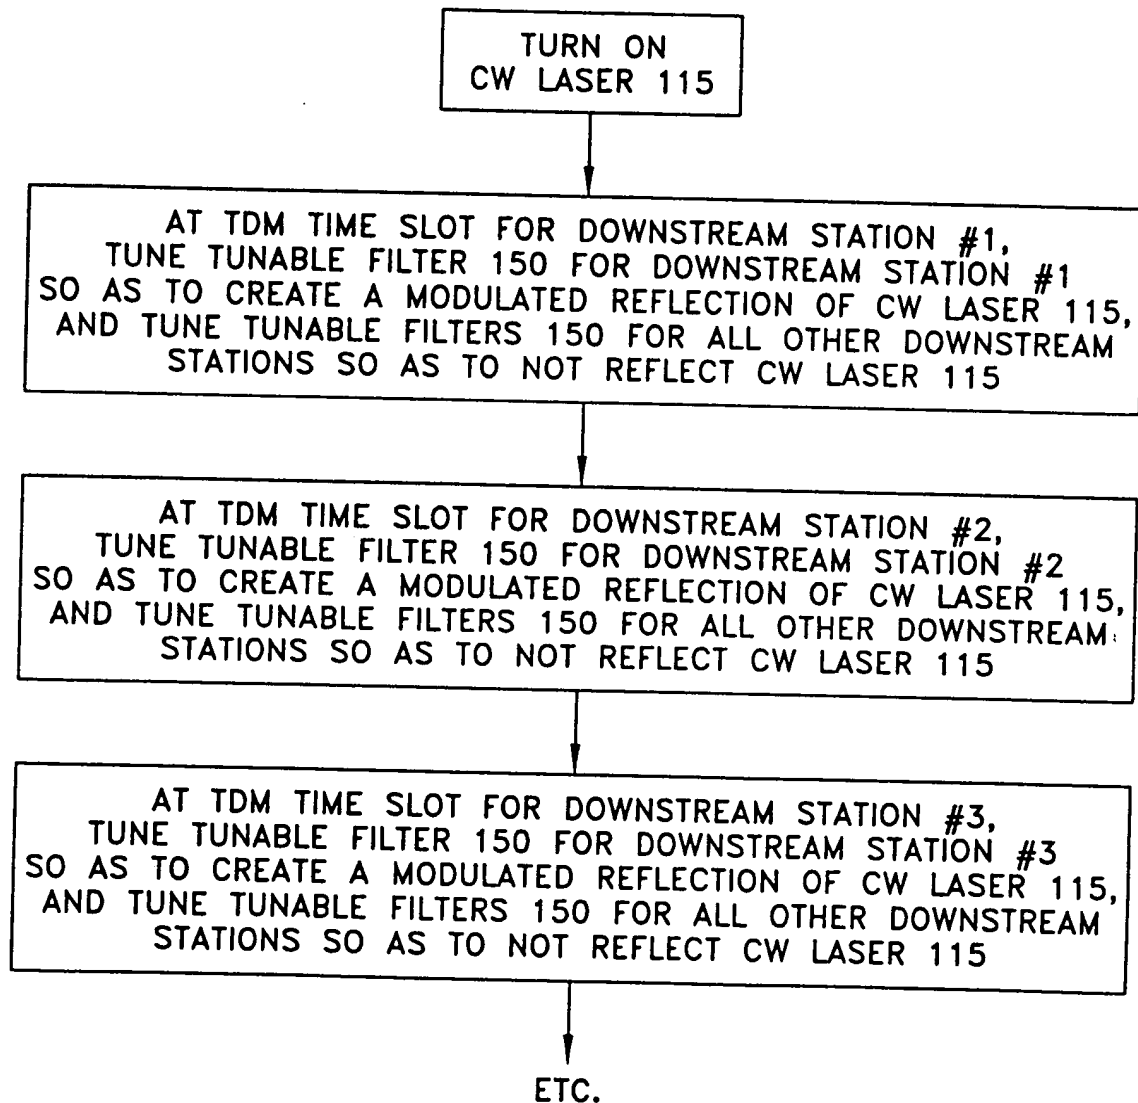 TURN ON
CW LASER 115
AT TDM TIME SLOT FOR DOWNSTREAM STATION #1,
TUNE TUNABLE FILTER 150 FOR DOWNSTREAM STATION #1
SO AS TO CREATE A MODULATED REFLECTION OF CW LASER 115,
AND TUNE TUNABLE FILTERS 150 FOR ALL OTHER DOWNSTREAM
STATIONS SO AS TO NOT REFLECT CW LASER 115
AT TDM TIME SLOT FOR DOWNSTREAM STATION #2,
TUNE TUNABLE FILTER 150 FOR DOWNSTREAM STATION #2
SO AS TO CREATE A MODULATED REFLECTION OF CW LASER 115,
AND TUNE TUNABLE FILTERS 150 FOR ALL OTHER DOWNSTREAM
STATIONS SO AS TO NOT REFLECT CW LASER 115
AT TDM TIME SLOT FOR DOWNSTREAM STATION #3,
TUNE TUNABLE FILTER 150 FOR DOWNSTREAM STATION #3
SO AS TO CREATE A MODULATED REFLECTION OF CW LASER 115,
AND TUNE TUNABLE FILTERS 150 FOR ALL OTHER DOWNSTREAM
STATIONS SO AS TO NOT REFLECT CW LASER 115
ETC.